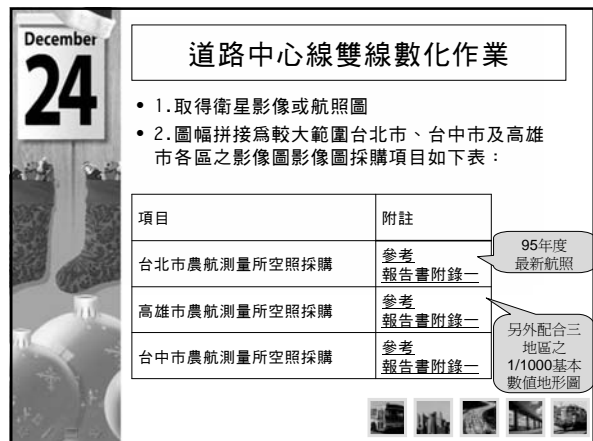 December
24
道路中心線雙線數化作業
• 1.取得衛星影像或航照圖
• 2.圖幅拼接為較大範圍台北市、台中市及高雄
市各區之影像圖影像圖採購項目如下表：
項目
附註
台北市農航測量所空照採購
參考
報告書附錄一
高雄市農航測量所空照採購
參考
報告書附錄一
台中市農航測量所空照採購
參考
報告書附錄一
95年度
最新航照
另外配合三
地區之
1/1000基本
數值地形圖